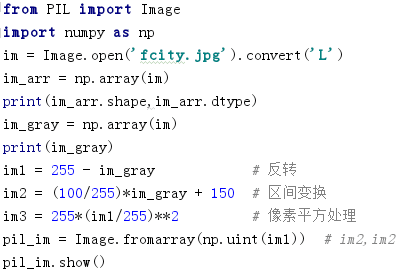 from PIL import Image
import numpy as np
im = Image.open('fcity.jpg').convert('L')
im_arr = np.array(im)
print(im_arr.shape,im_arr.dtype)
im_gray = np.array(im)
print(im_gray)
im1 = 255 - im_gray # 反转
im2 = (100/255)*im_gray + 150 # 区间变换
im3 = 255*(im1/255)**2 # 像素平方处理
pil_im = Image.fromarray(np.uint(im1)) # im2,im2
pil_im.show()